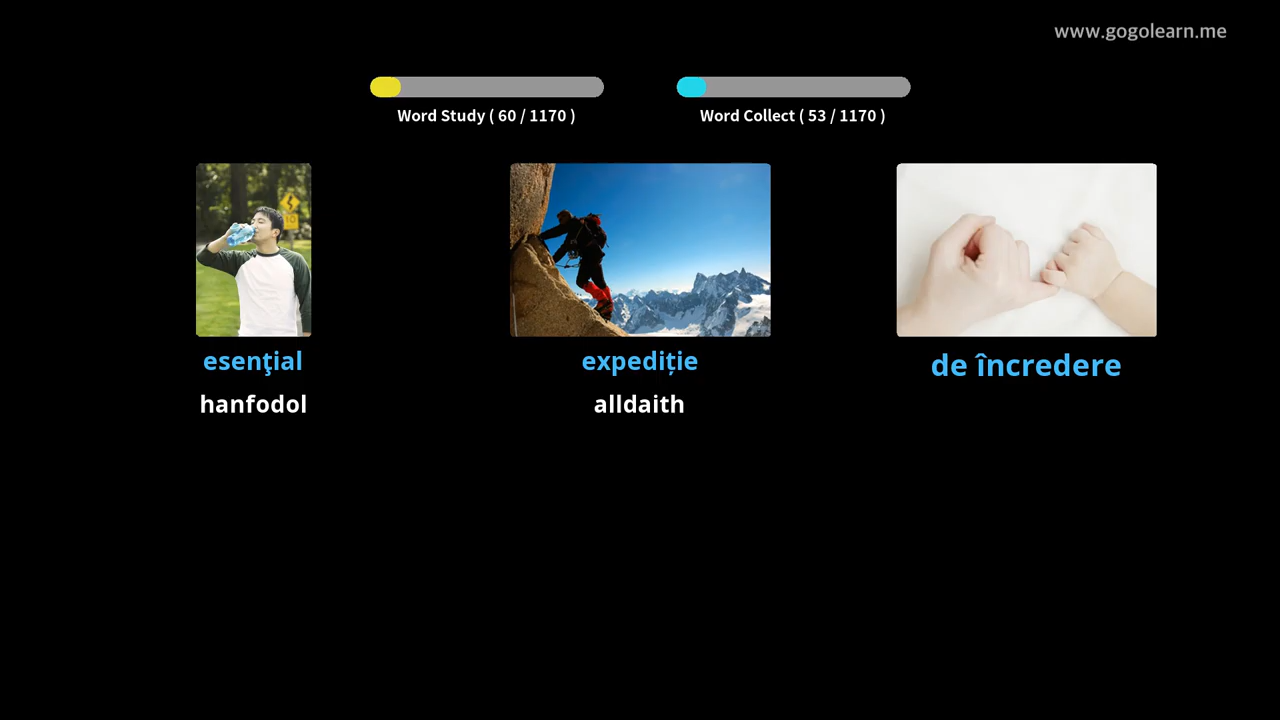 www.gogolearn.me
Word Study ( 60 / 1170 )
Word Collect ( 53 / 1170 )
esenţial
expediție
de încredere
hanfodol
alldaith